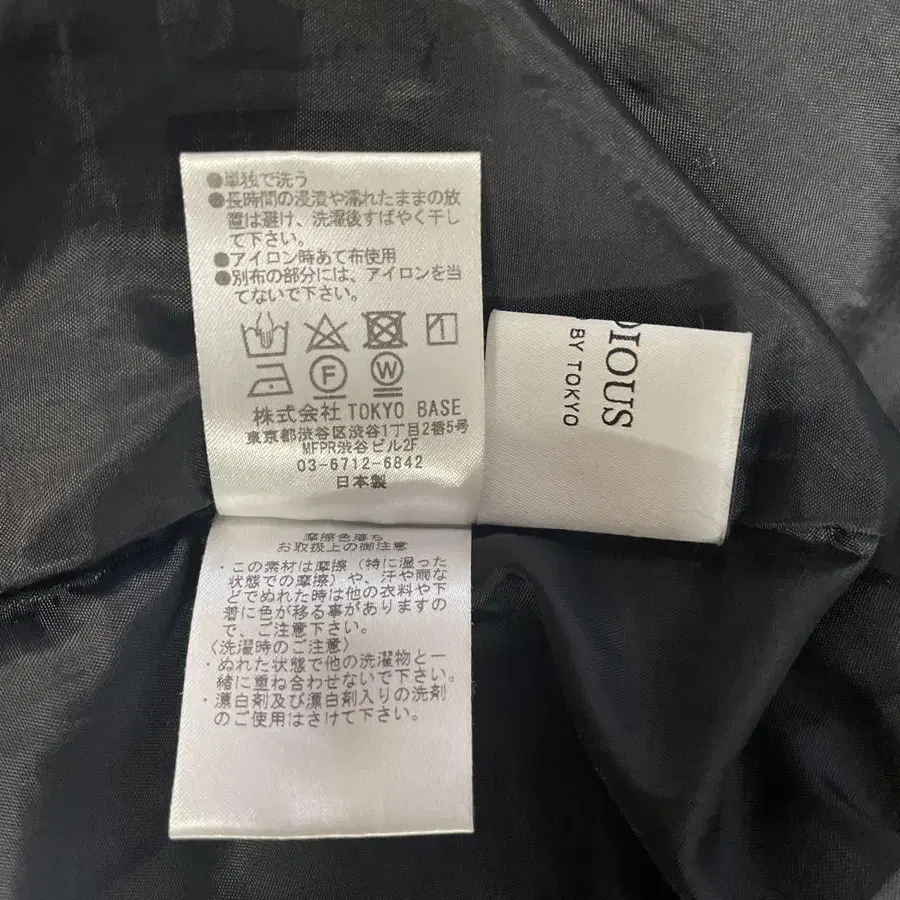 ●単独で洗う
●長時間の浸漬や濡れたままの放
置は避け、洗濯後すばやく干し
て下さい。
●アイロン時あて布使用
●別布の部分には、アイロンを当
てないで下さい。
F
W
株式会社 TOKYO BASE
東京都渋谷区渋谷1丁目2番5号
MFPR渋谷ビル2F
03-6712-6842
日本製
DIOUS
BY TOKYO
摩擦色落ち
お取扱上の御注意
・この素材は摩擦（特に湿った
状態での摩擦）や、汗や雨な
どでぬれた時は他の衣料や下
着に色が移る事がありますの
で、ご注意下さい。
〈洗濯時のご注意〉
・ぬれた状態で他の洗濯物と一
緒に重ね合わせないで下さい。
・漂白剤及び漂白剤入りの洗剤
のご使用はさけて下さい。